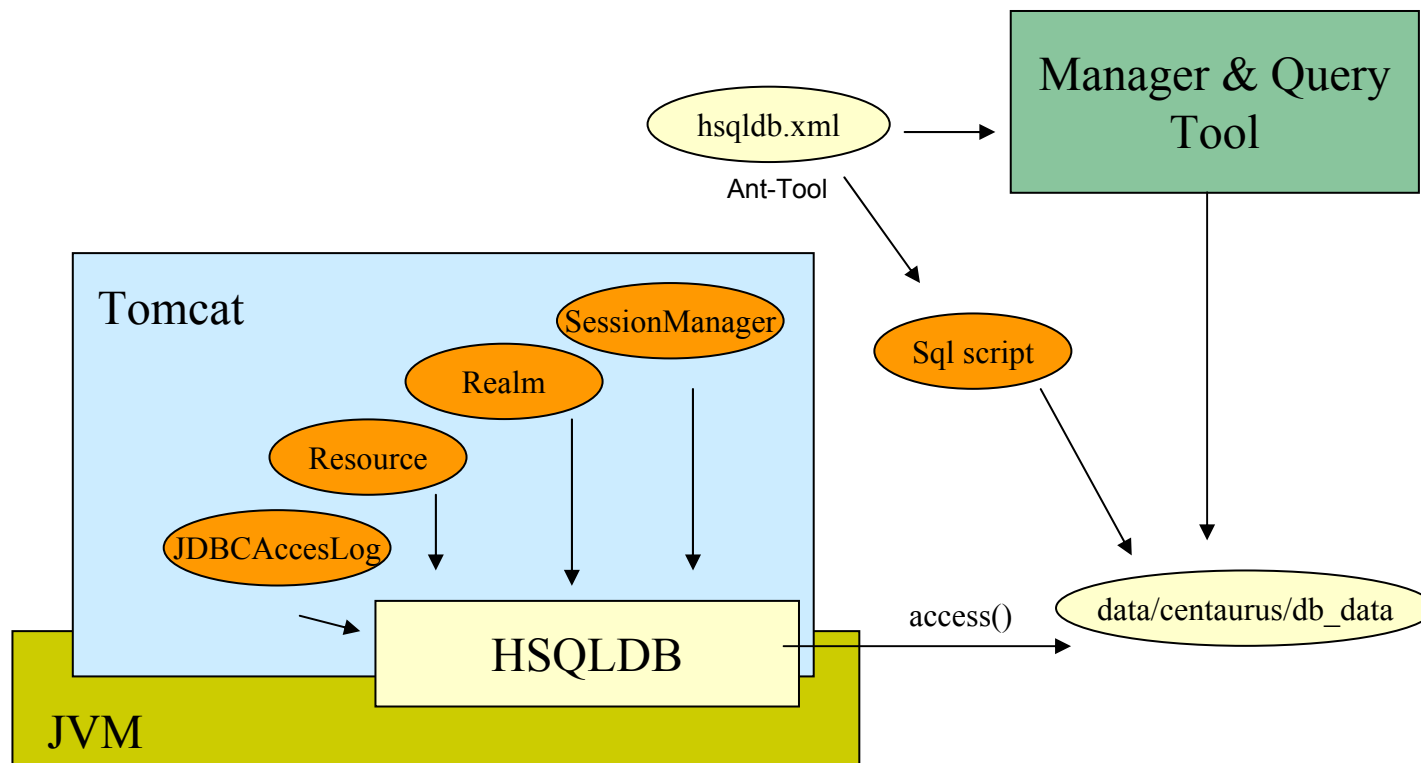 Manager & Query
Tool
hsqldb.xml
Ant-Tool
Tomcat
SessionManager
Sql script
Realm
Resource
JDBCAccesLog
data/centaurus/db_data
access()
HSQLDB
JVM